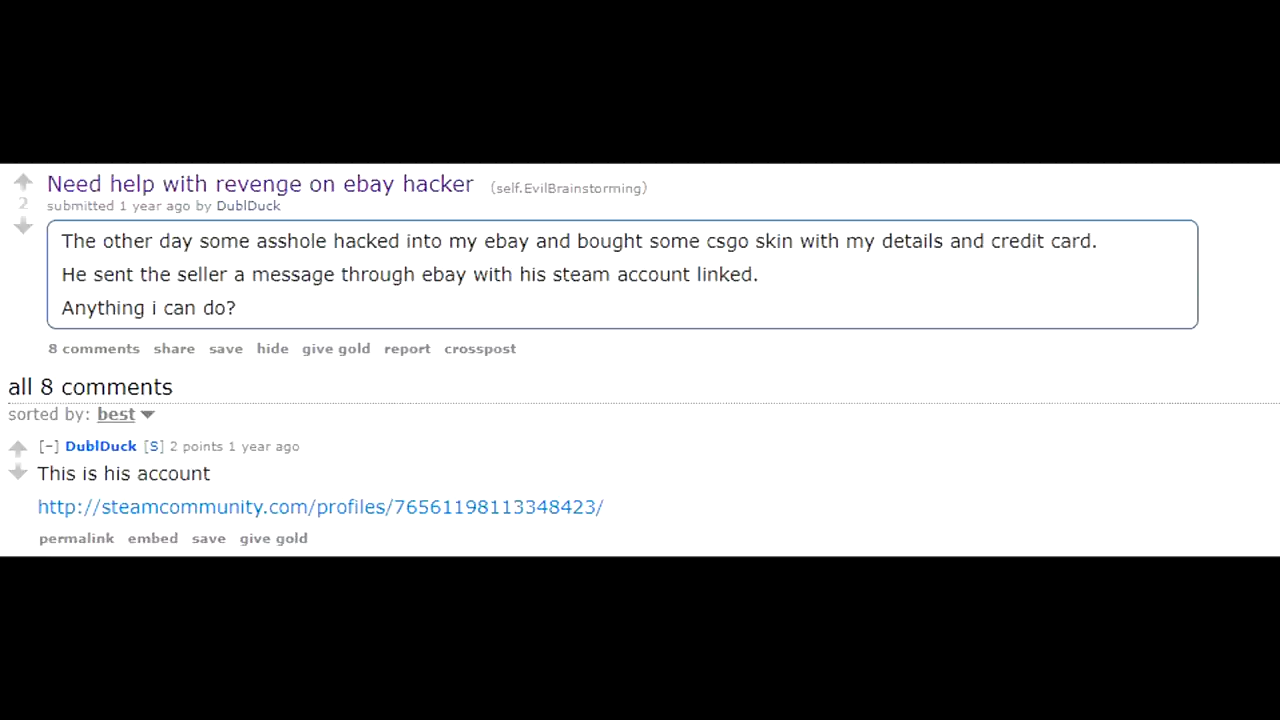 Need help with revenge on ebay hacker (self.EvilBrainstorming)
2
submitted 1 year ago by DublDuck
The other day some asshole hacked into my ebay and bought some csgo skin with my details and credit card.
He sent the seller a message through ebay with his steam account linked.
Anything i can do?
8 comments share save hide give gold report crosspost
all 8 comments
sorted by: best
[-] DublDuck [S] 2 points 1 year ago
This is his account
http://steamcommunity.com/profiles/76561198113348423/
permalink embed save give gold